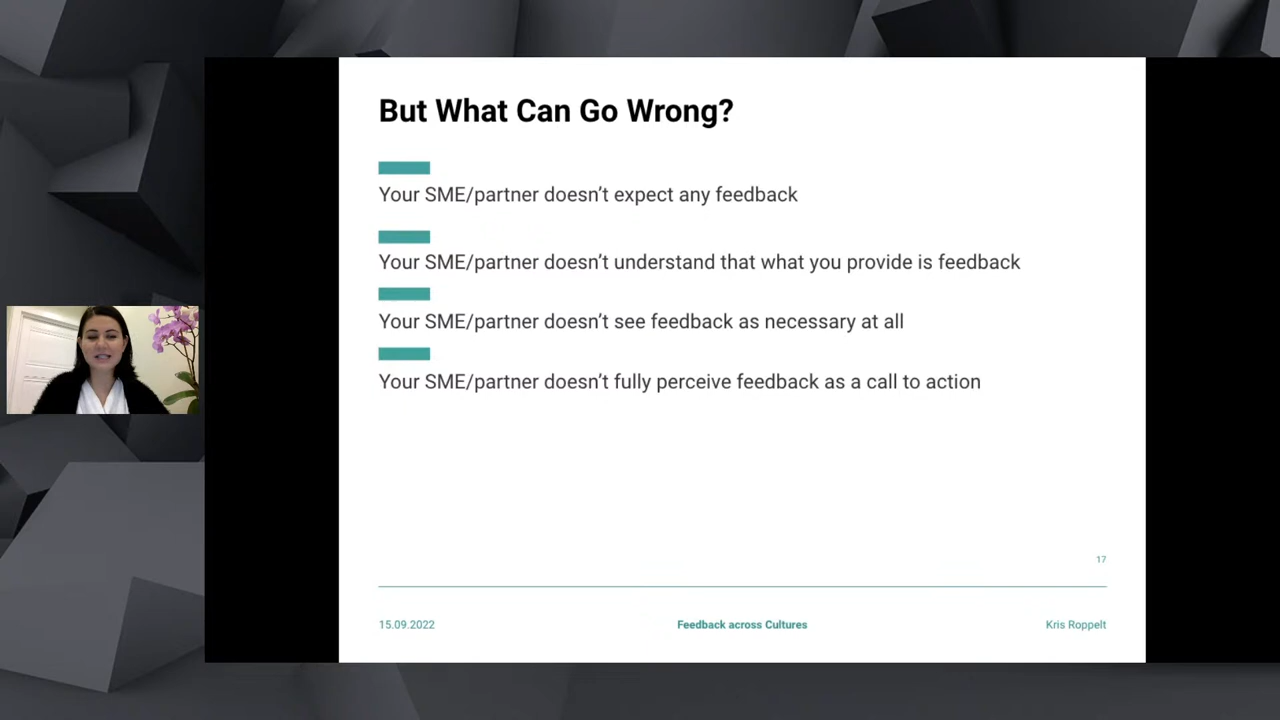 But What Can Go Wrong?
Your SME/partner doesn’t expect any feedback
Your SME/partner doesn’t understand that what you provide is feedback
Your SME/partner doesn’t see feedback as necessary at all
Your SME/partner doesn’t fully perceive feedback as a call to action
17
15.09.2022
Feedback across Cultures
Kris Roppelt